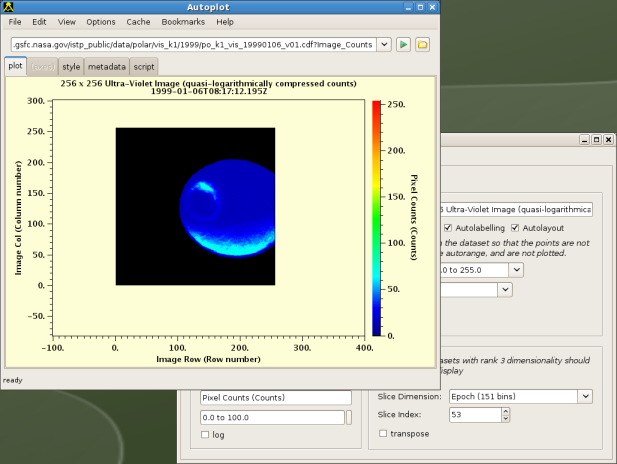 Autoplot
File Edit View Options Cache Bookmarks Help
.gsfc.nasa.gov/istp_public/data/polar/vis_k1/1999/po_k1_vis_19990106_v01.cdf?Image_Counts
plot (axes) style metadata script
256 x 256 Ultra-Violet Image (quasi-logarithmically compressed counts)
1999-01-06T08:17:12.195Z
300.
250.
200.
150.
100.
50.
0.
-50.
-100. 0. 100. 200. 300. 400.
Image Row (Row number)
Image Col (Column number)
250.
200.
150.
100.
50.
0.
Pixel Counts (Counts)
ready
Ultra-Violet Image (quasi-logarithmica
Autolabelling Autolayout
the dataset so that the points are not
autorange, and are not plotted.
.0 to 255.0
asets with rank 3 dimensionality should
isplay
Pixel Counts (Counts)
0.0 to 100.0
log
Slice Dimension: Epoch (151 bins)
Slice Index: 53
transpose